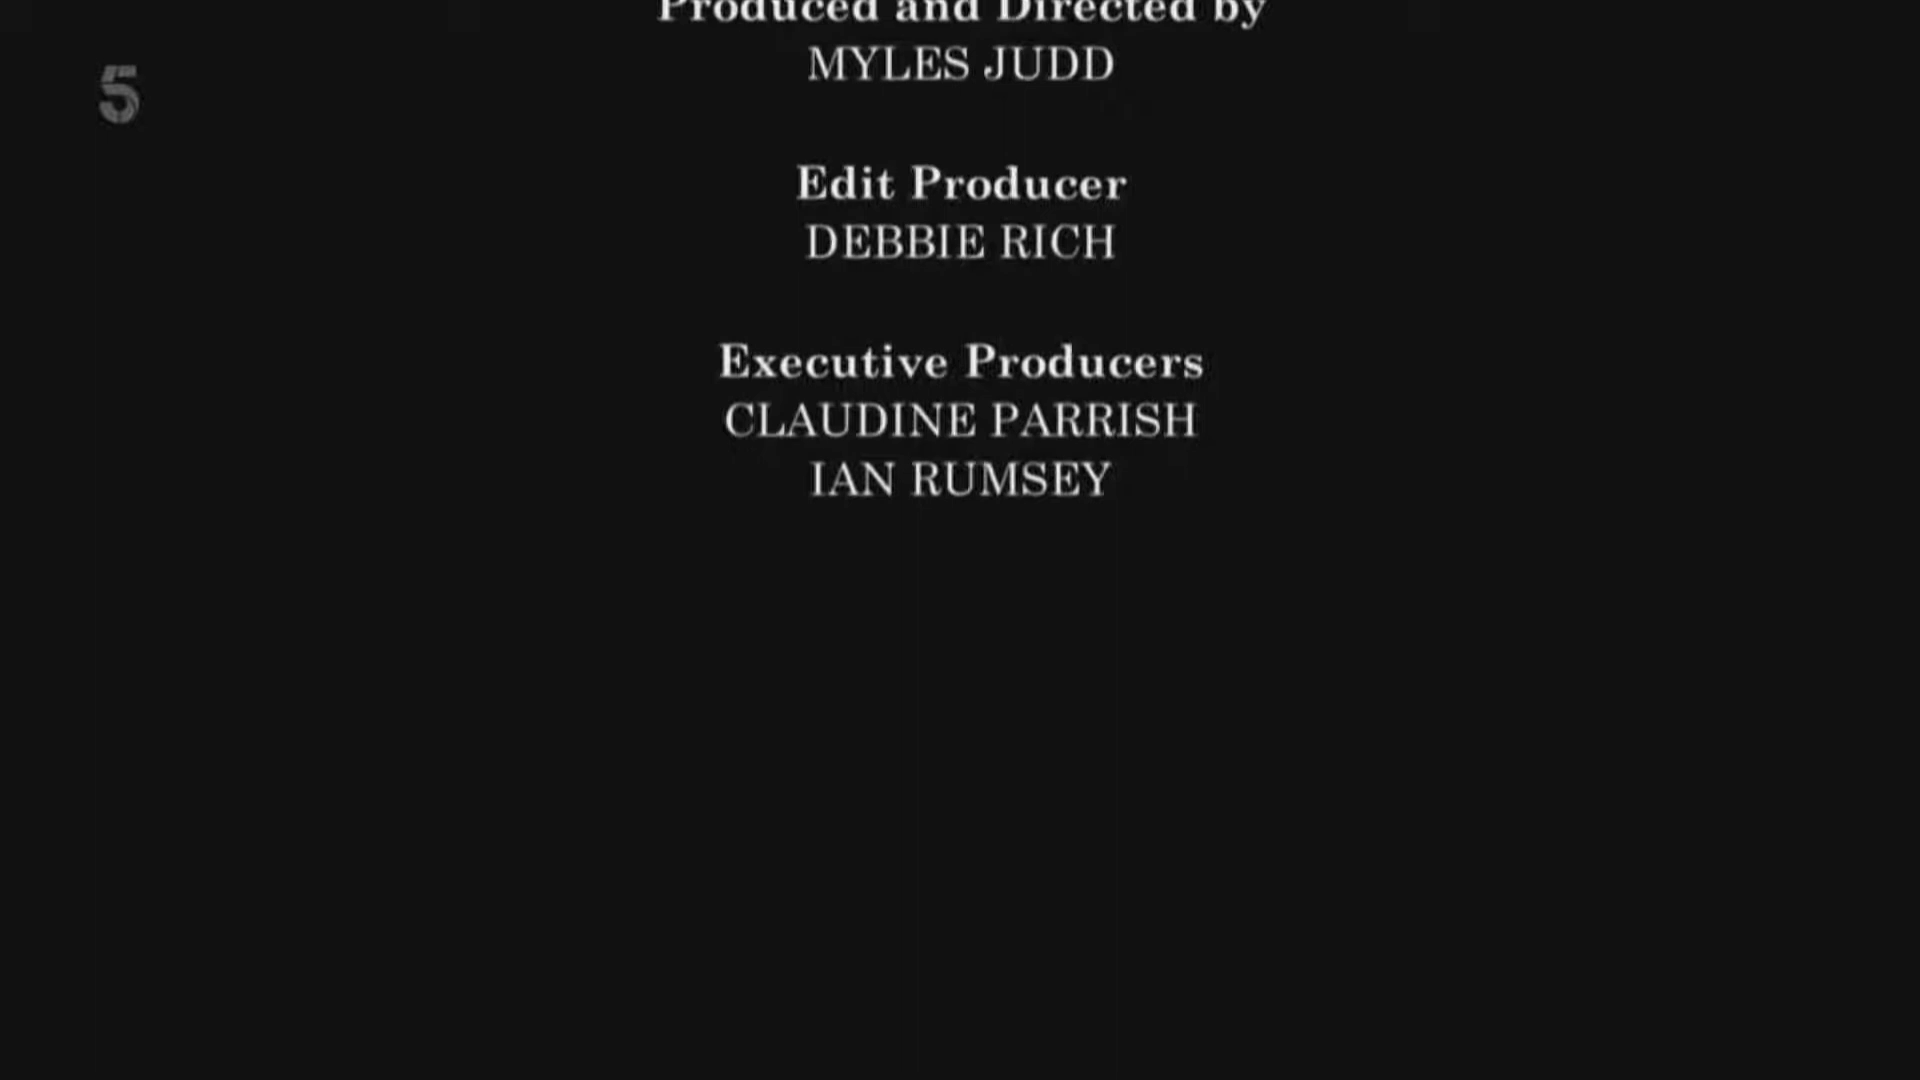 Produced and Directed by
MYLES JUDD
5
Edit Producer
DEBBIE RICH
Executive Producers
CLAUDINE PARRISH
IAN RUMSEY